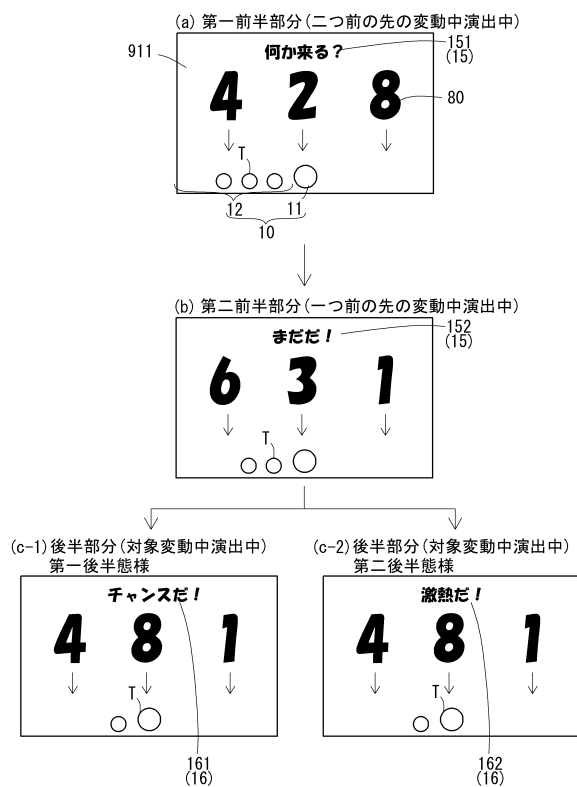 (a) 第一前半部分(二つ前の先の変動中演出中)
911
何か来る？
151
(15)
4 2 8
80
T
12
11
10
(b) 第二前半部分(一つ前の先の変動中演出中)
まだだ！
152
(15)
6 3 1
T
(c-1) 後半部分(対象変動中演出中)
第一後半態様
チャンスだ！
4 8 1
T
161
(16)
(c-2) 後半部分(対象変動中演出中)
第二後半態様
激熱だ！
4 8 1
T
162
(16)